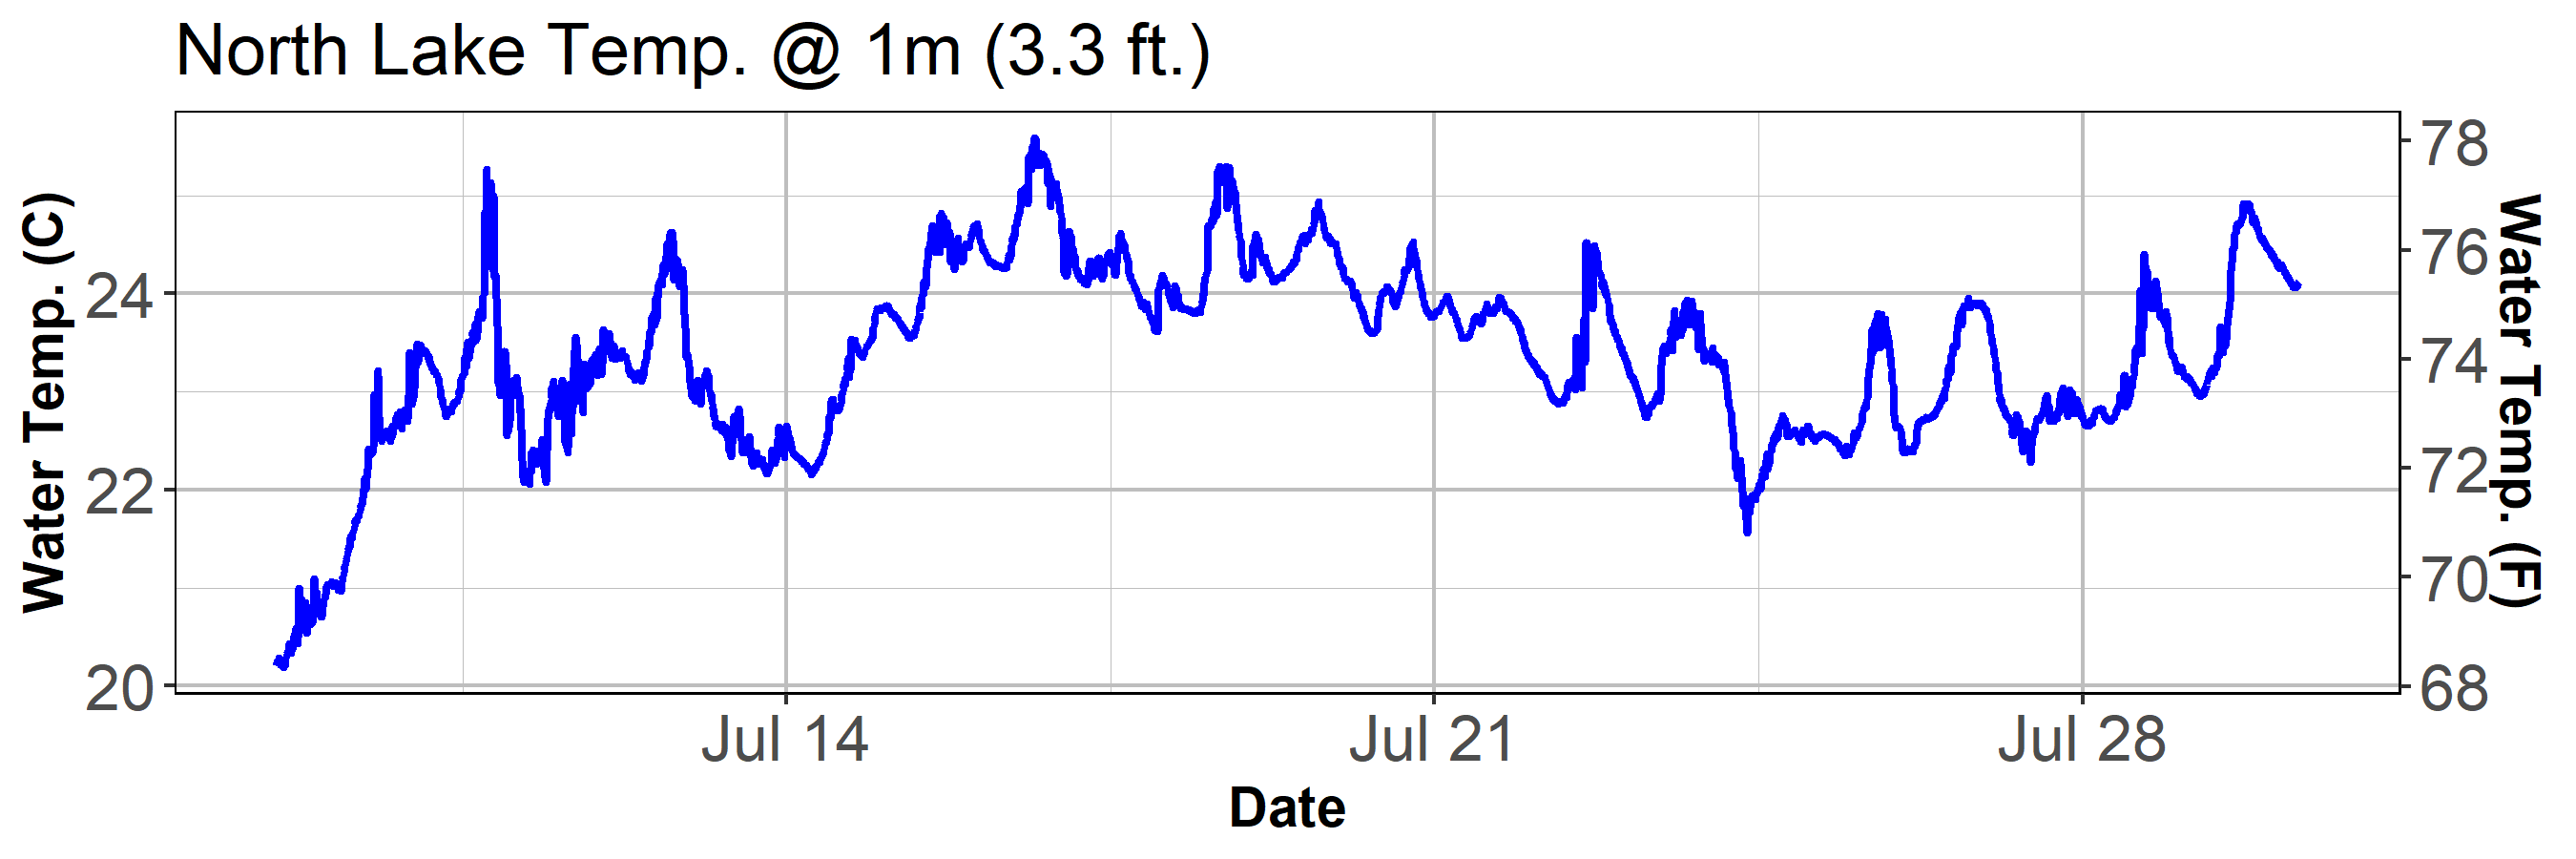 North Lake Temp. @ 1m (3.3 ft.)
Water Temp. (C)
24
22
20
78
76
74
72
70
68
Water Temp. (F)
Jul 14
Jul 21
Jul 28
Date